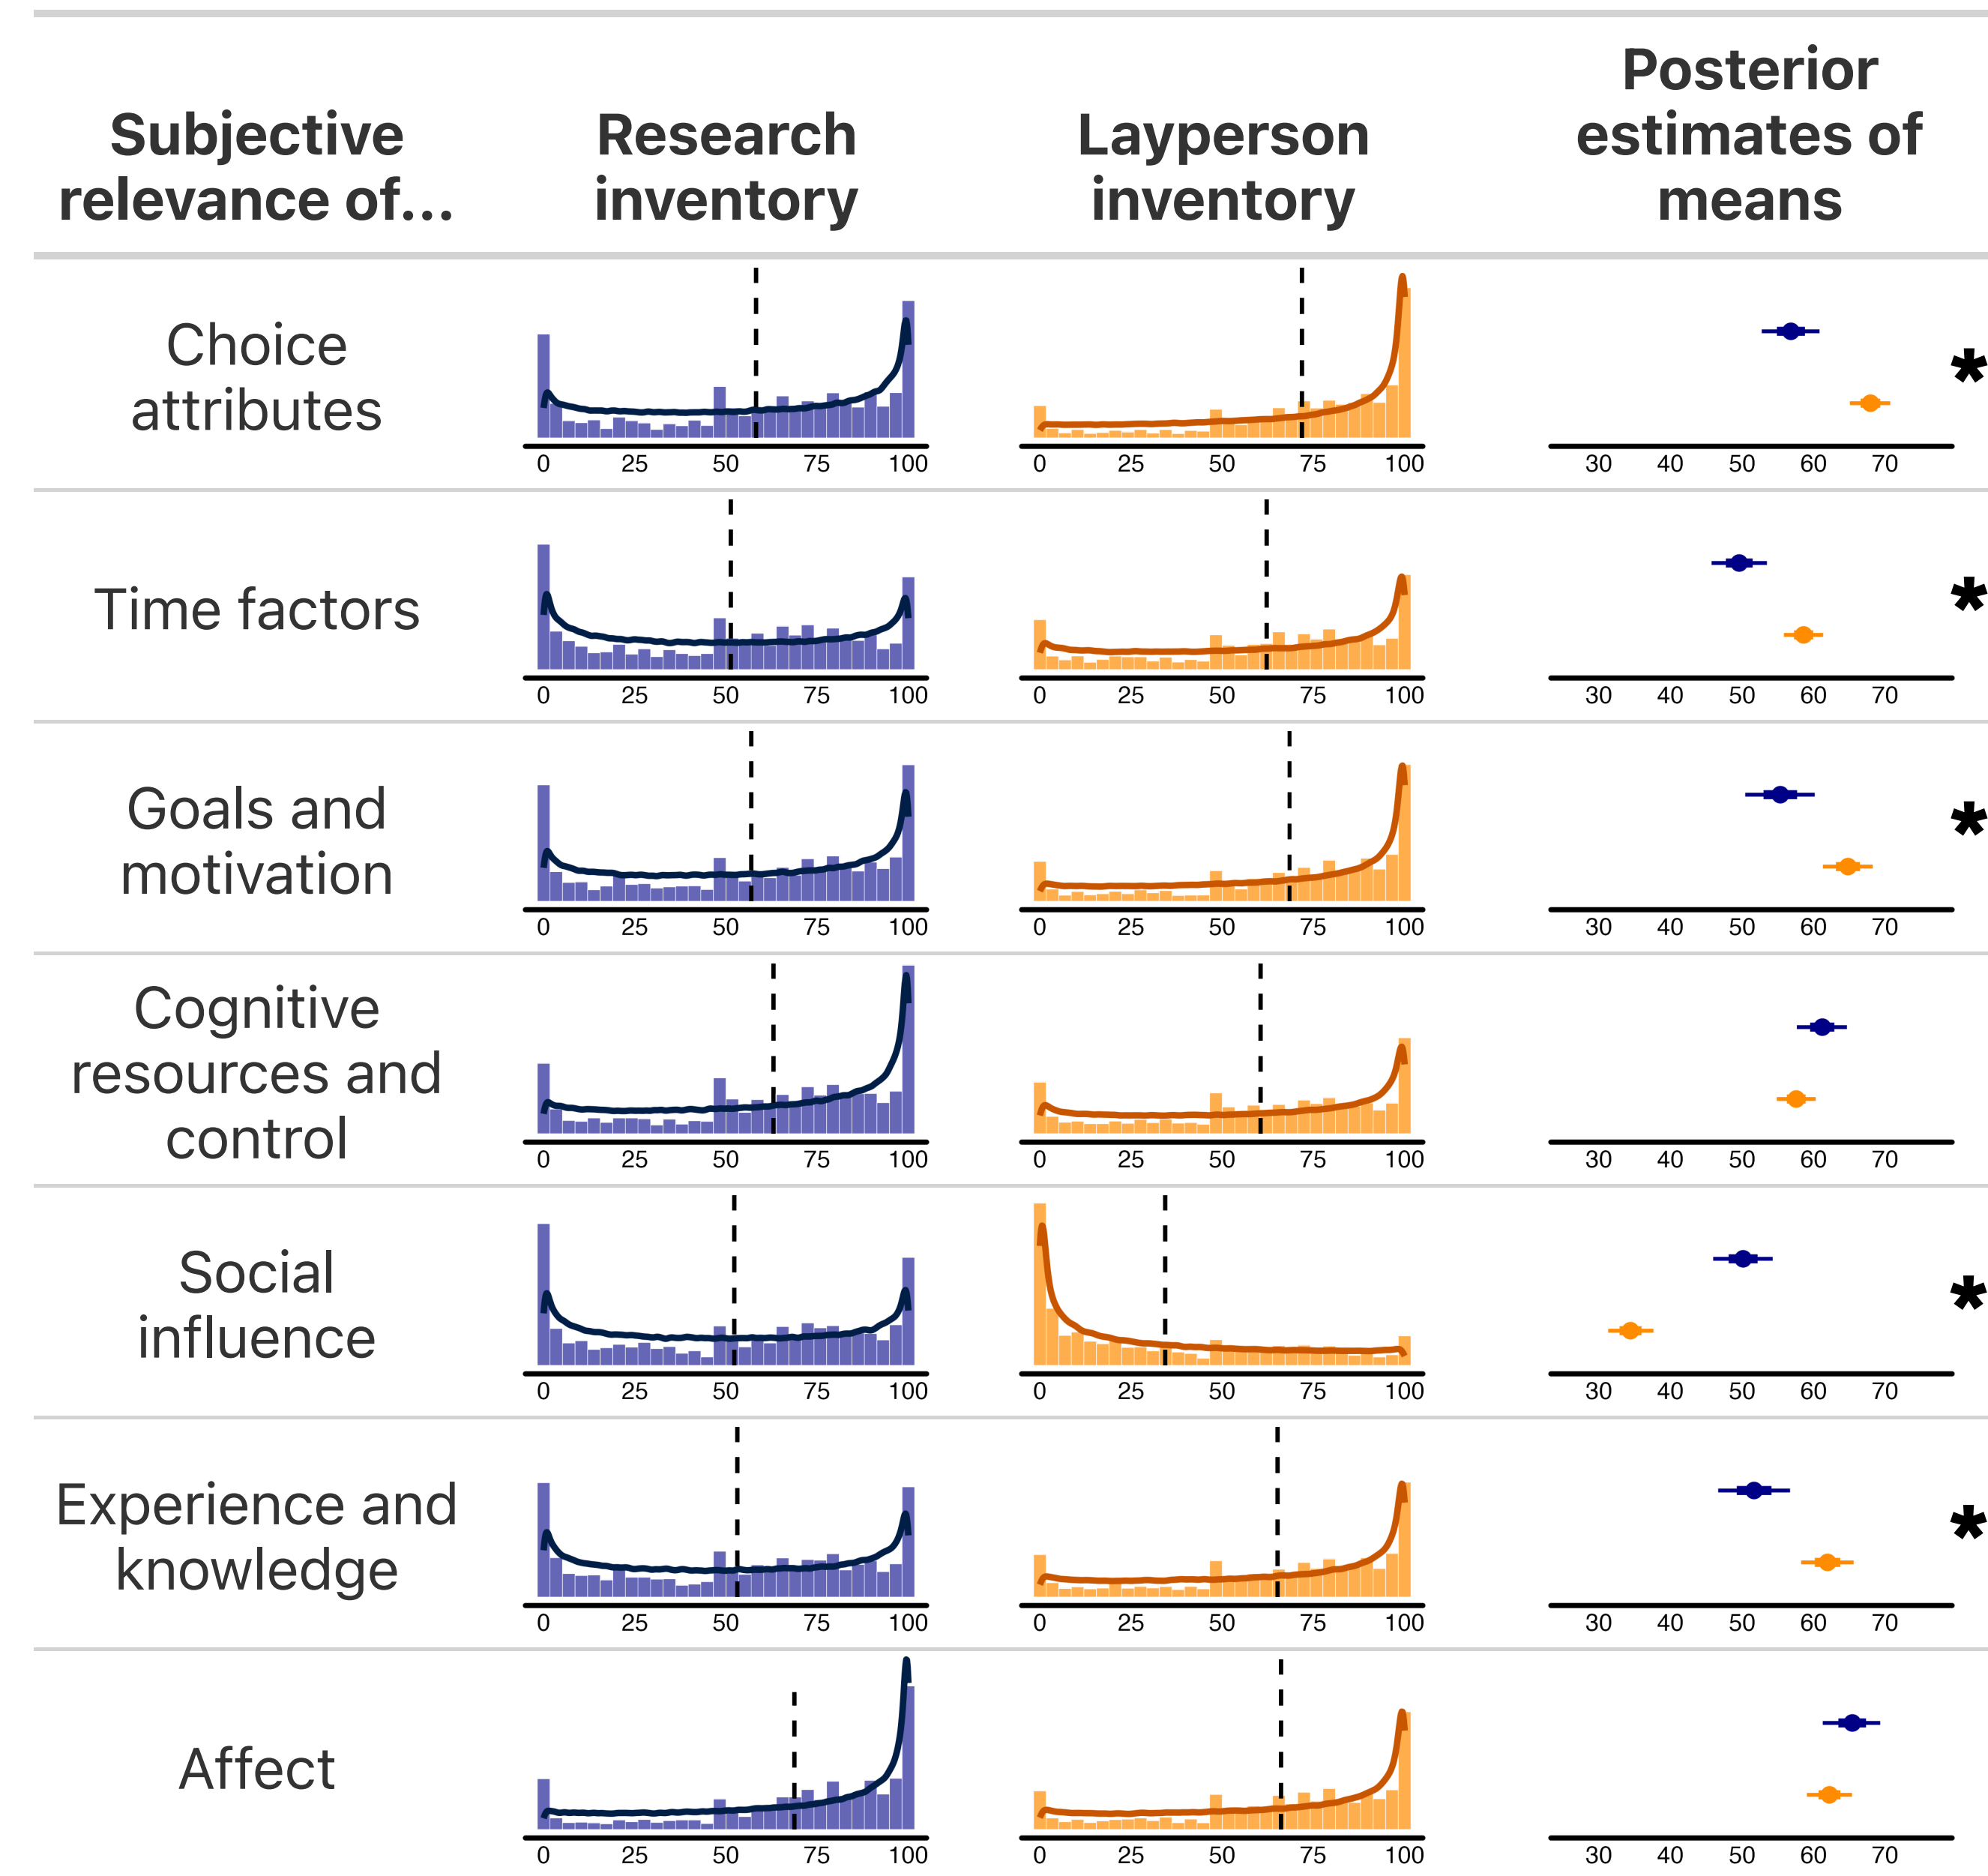 Subjective
relevance of...
Research
inventory
Layperson
inventory
Posterior
estimates of
means
Choice
attributes
*
0 25 50 75 100
0 25 50 75 100
30 40 50 60 70
Time factors
*
0 25 50 75 100
0 25 50 75 100
30 40 50 60 70
Goals and
motivation
*
0 25 50 75 100
0 25 50 75 100
30 40 50 60 70
Cognitive
resources and
control
0 25 50 75 100
0 25 50 75 100
30 40 50 60 70
Social
influence
*
0 25 50 75 100
0 25 50 75 100
30 40 50 60 70
Experience and
knowledge
*
0 25 50 75 100
0 25 50 75 100
30 40 50 60 70
Affect
0 25 50 75 100
0 25 50 75 100
30 40 50 60 70